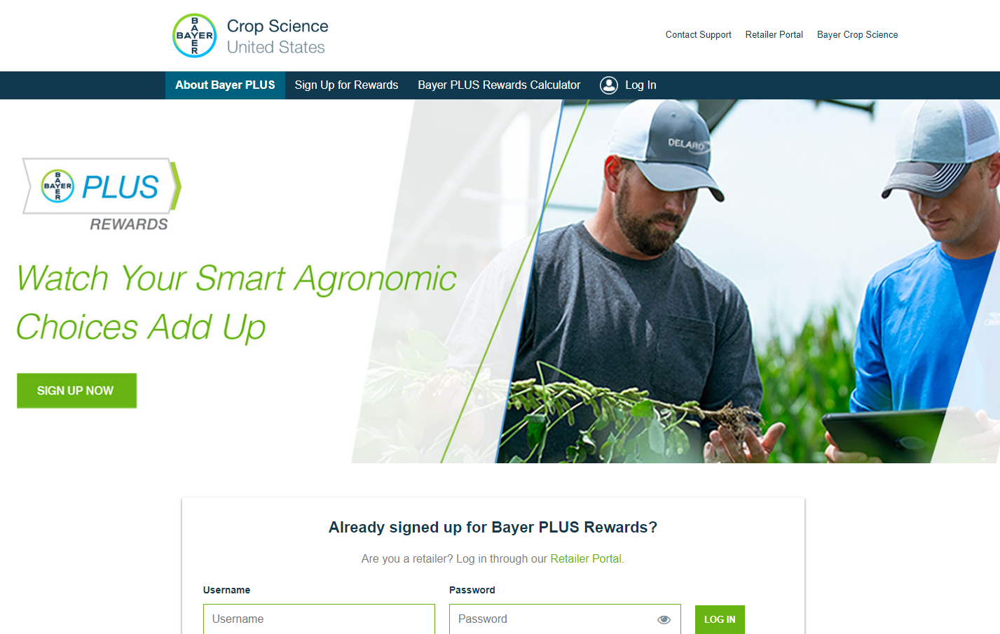 BAYER
BAYER
Crop Science
United States
Contact Support
Retailer Portal
Bayer Crop Science
About Bayer PLUS
Sign Up for Rewards
Bayer PLUS Rewards Calculator
Log In
DELARO
BAYER
BAYER
PLUS
REWARDS
Watch Your Smart Agronomic
Choices Add Up
SIGN UP NOW
Already signed up for Bayer PLUS Rewards?
Are you a retailer? Log in through our Retailer Portal.
Username
Password
Username
Password
LOG IN